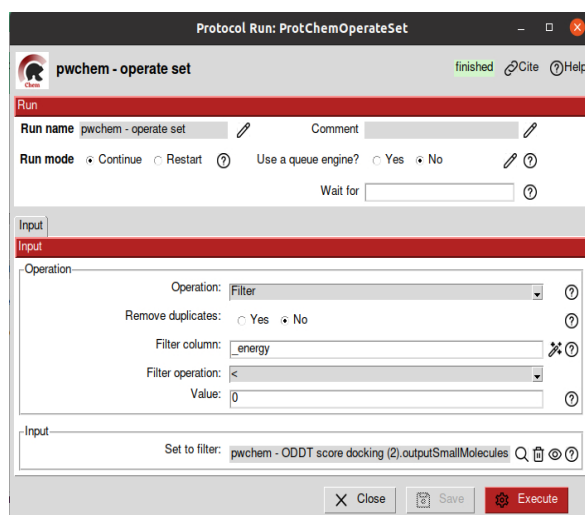 Protocol Run: ProtChemOperateSet
Chem
pwchem - operate set
finished
Cite
Help
Run
Run name pwchem - operate set Comment
Run mode Continue Restart Use a queue engine? Yes No
Wait for
Input
Input
Operation
Operation: Filter
Remove duplicates: Yes No
Filter column: _energy
Filter operation: <
Value: 0
Input
Set to filter: pwchem - ODDT score docking (2).outputSmallMolecules
Close Save Execute